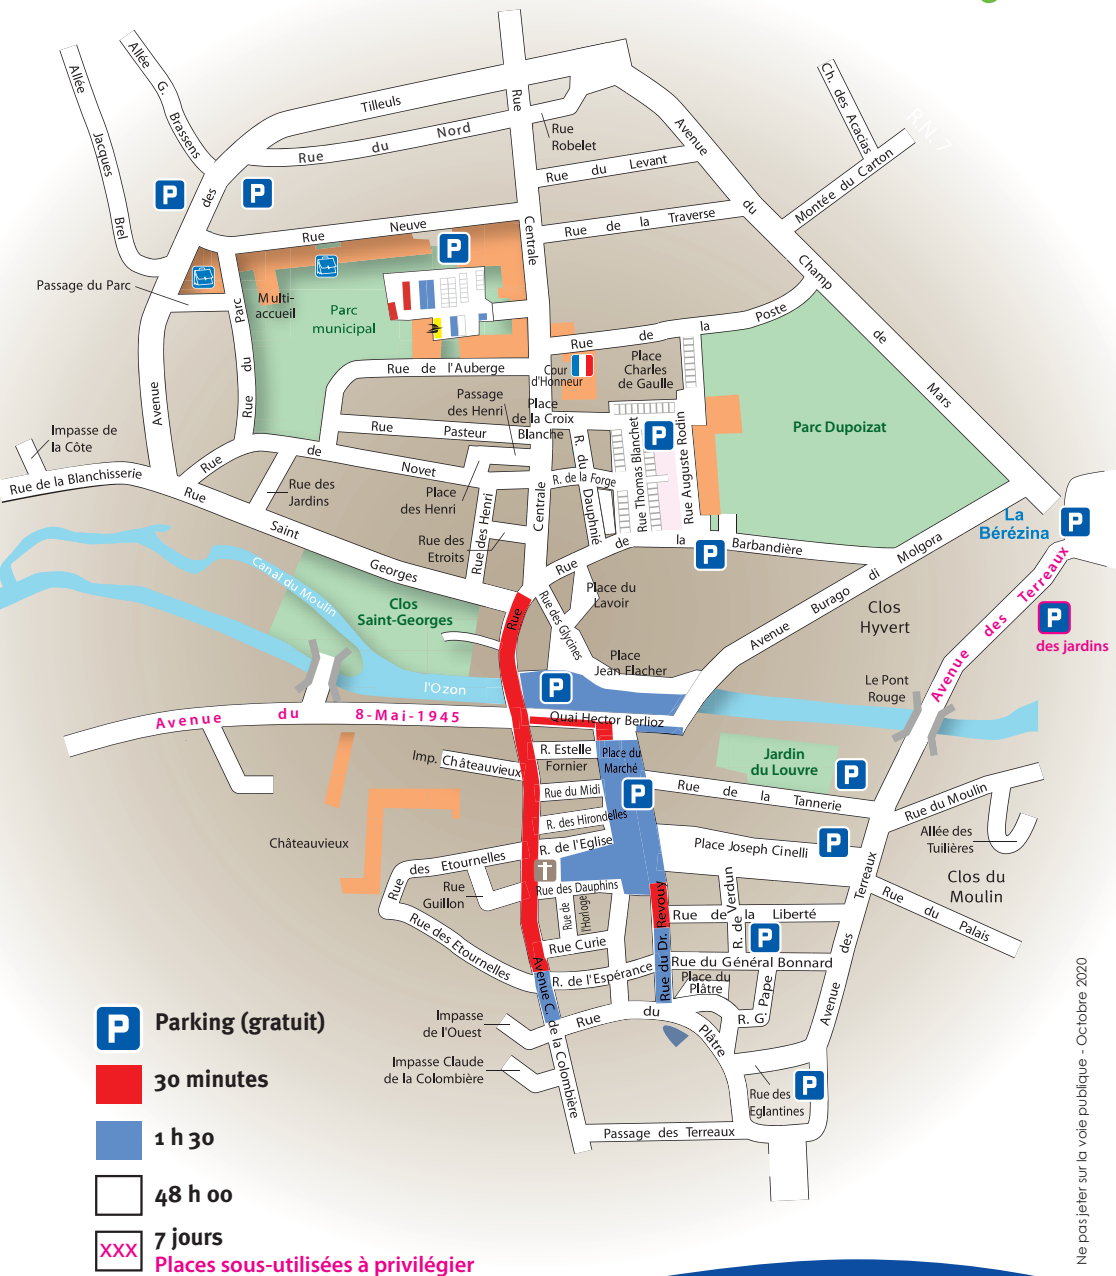 Allée
Jacques
Brel
Allée
G.
Brassens
Avenue
des
Tilleuls
Rue
du
Nord
Rue
Robelet
Rue du Levant
Rue de la Traverse
Avenue
du
Champ
de
Mars
Ch. des Acacias
R.N. 7
Montée du Carton
P
P
Rue
Neuve
P
Rue
Centrale
Passage du Parc
Multi-
accueil
Parc
municipal
Rue
du
Parc
Rue de l'Auberge
Rue
de
la
Poste
Cour
d'Honneur
Place
Charles
de Gaulle
Passage
des Henri
Place
de la Croix
Blanche
Rue
Pasteur
Parc Dupoizat
P
Impasse de
la Côte
Rue de la Blanchisserie
Rue
de
Novet
Rue des
Jardins
Place
des Henri
Rue des
Etroits
Rue des Henri
Centrale
R. du
Dauphiné
R. de la Forge
Rue Thomas Blanchet
Rue Auguste Rodin
Rue
Saint
Georges
Rue
de
la
Barbandière
P
La
Bérézina
P
Canal du Moulin
Clos
Saint-Georges
Rue
Rue des Glycines
Place du
Lavoir
Place
Jean Flacher
Avenue
Burago
di
Molgora
Clos
Hyvert
Avenue des Terreaux
P
des jardins
Le Pont
Rouge
l'Ozon
P
Avenue du 8-Mai-1945
Quai Hector Berlioz
Imp. Châteauvieux
R. Estelle
Fornier
Place du
Marché
Jardin
du Louvre
P
Rue du Midi
P
Rue de la Tannerie
Rue du Moulin
R. des Hirondelles
Châteauvieux
R. de l'Eglise
Place Joseph Cinelli
P
Allée des
Tuilières
Clos du
Moulin
Rue
des Etournelles
Rue
Guillon
Rue des Dauphins
Rue de
l'Horloge
Rue du Dr. Revouy
R. de Verdun
Rue de la Liberté
Rue du Palais
Rue des Etournelles
Rue Curie
P
Rue du Général Bonnard
R. de l'Espérance
Place du
Plâtre
R. G. Pape
Avenue
des
Terreaux
Avenue C. de la Colombière
Impasse
de l'Ouest
Rue
du
Plâtre
Impasse Claude
de la Colombière
Rue des
Eglantines
P
Passage des Terreaux
P Parking (gratuit)
30 minutes
1 h 30
48 h 00
XXX 7 jours
Places sous-utilisées à privilégier
Ne pas jeter sur la voie publique - Octobre 2020